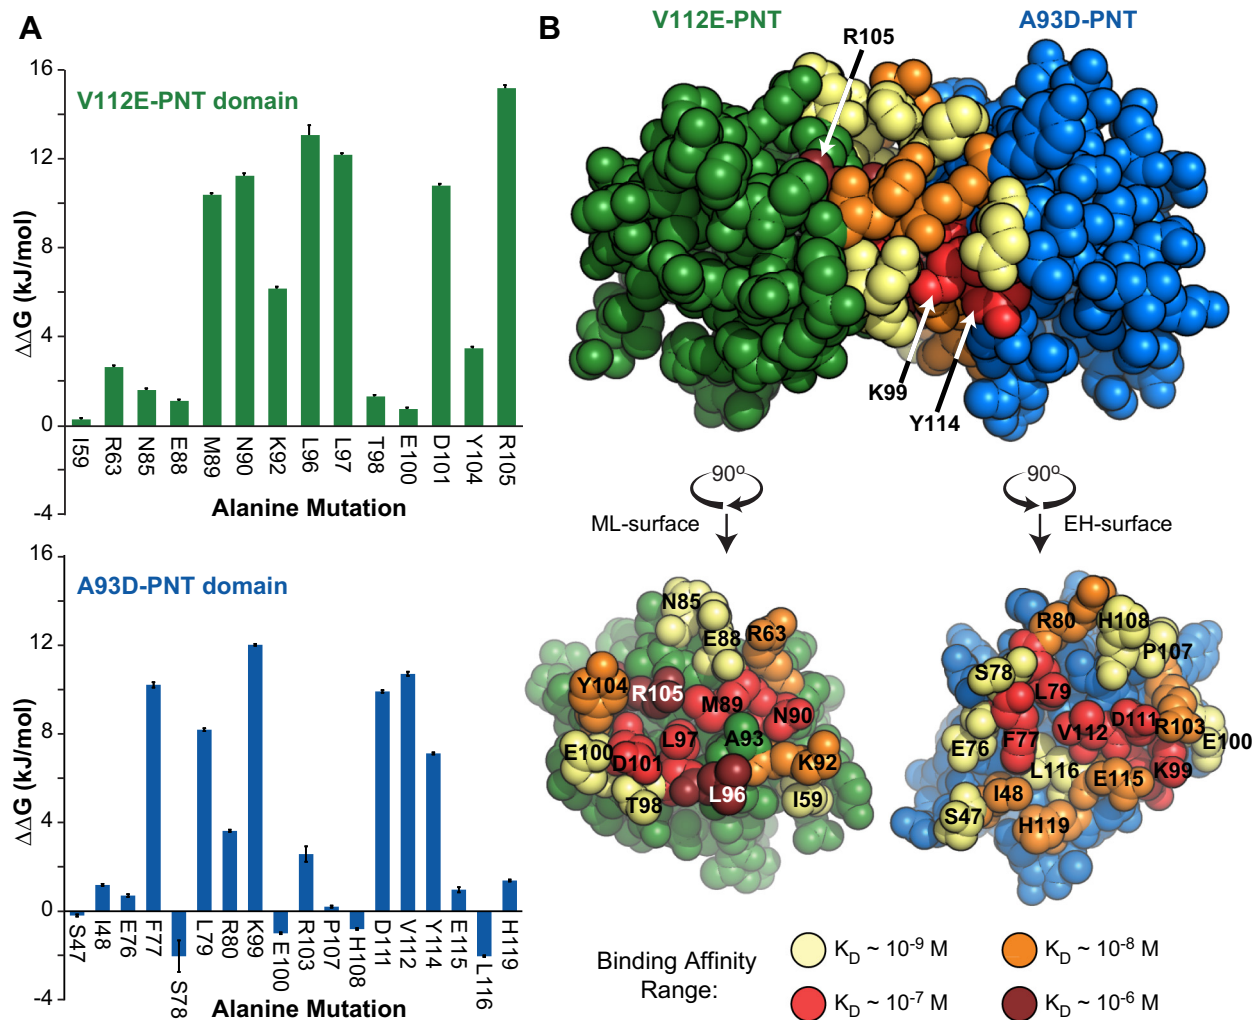 A
16
12
8
4
0
-4
ΔΔG (kJ/mol)
V112E-PNT domain
I59
R63
N85
E88
M89
N90
K92
L96
L97
T98
E100
D101
Y104
R105
Alanine Mutation
16
12
8
4
0
-4
ΔΔG (kJ/mol)
A93D-PNT domain
S47
I48
E76
F77
S78
L79
R80
K99
E100
R103
P107
H108
D111
V112
Y114
E115
L116
H119
Alanine Mutation
B
V112E-PNT
A93D-PNT
R105
K99
Y114
90º
ML-surface
90º
EH-surface
N85
E88
R63
Y104
R105
M89
N90
A93
L97
E100
D101
K92
L96
T98
I59
R80
H108
P107
S78
L79
D111
R103
E100
V112
F77
E76
L116
K99
E115
I48
S47
H119
Binding Affinity
Range:
K_D ~ 10⁻⁹ M
K_D ~ 10⁻⁸ M
K_D ~ 10⁻⁷ M
K_D ~ 10⁻⁶ M